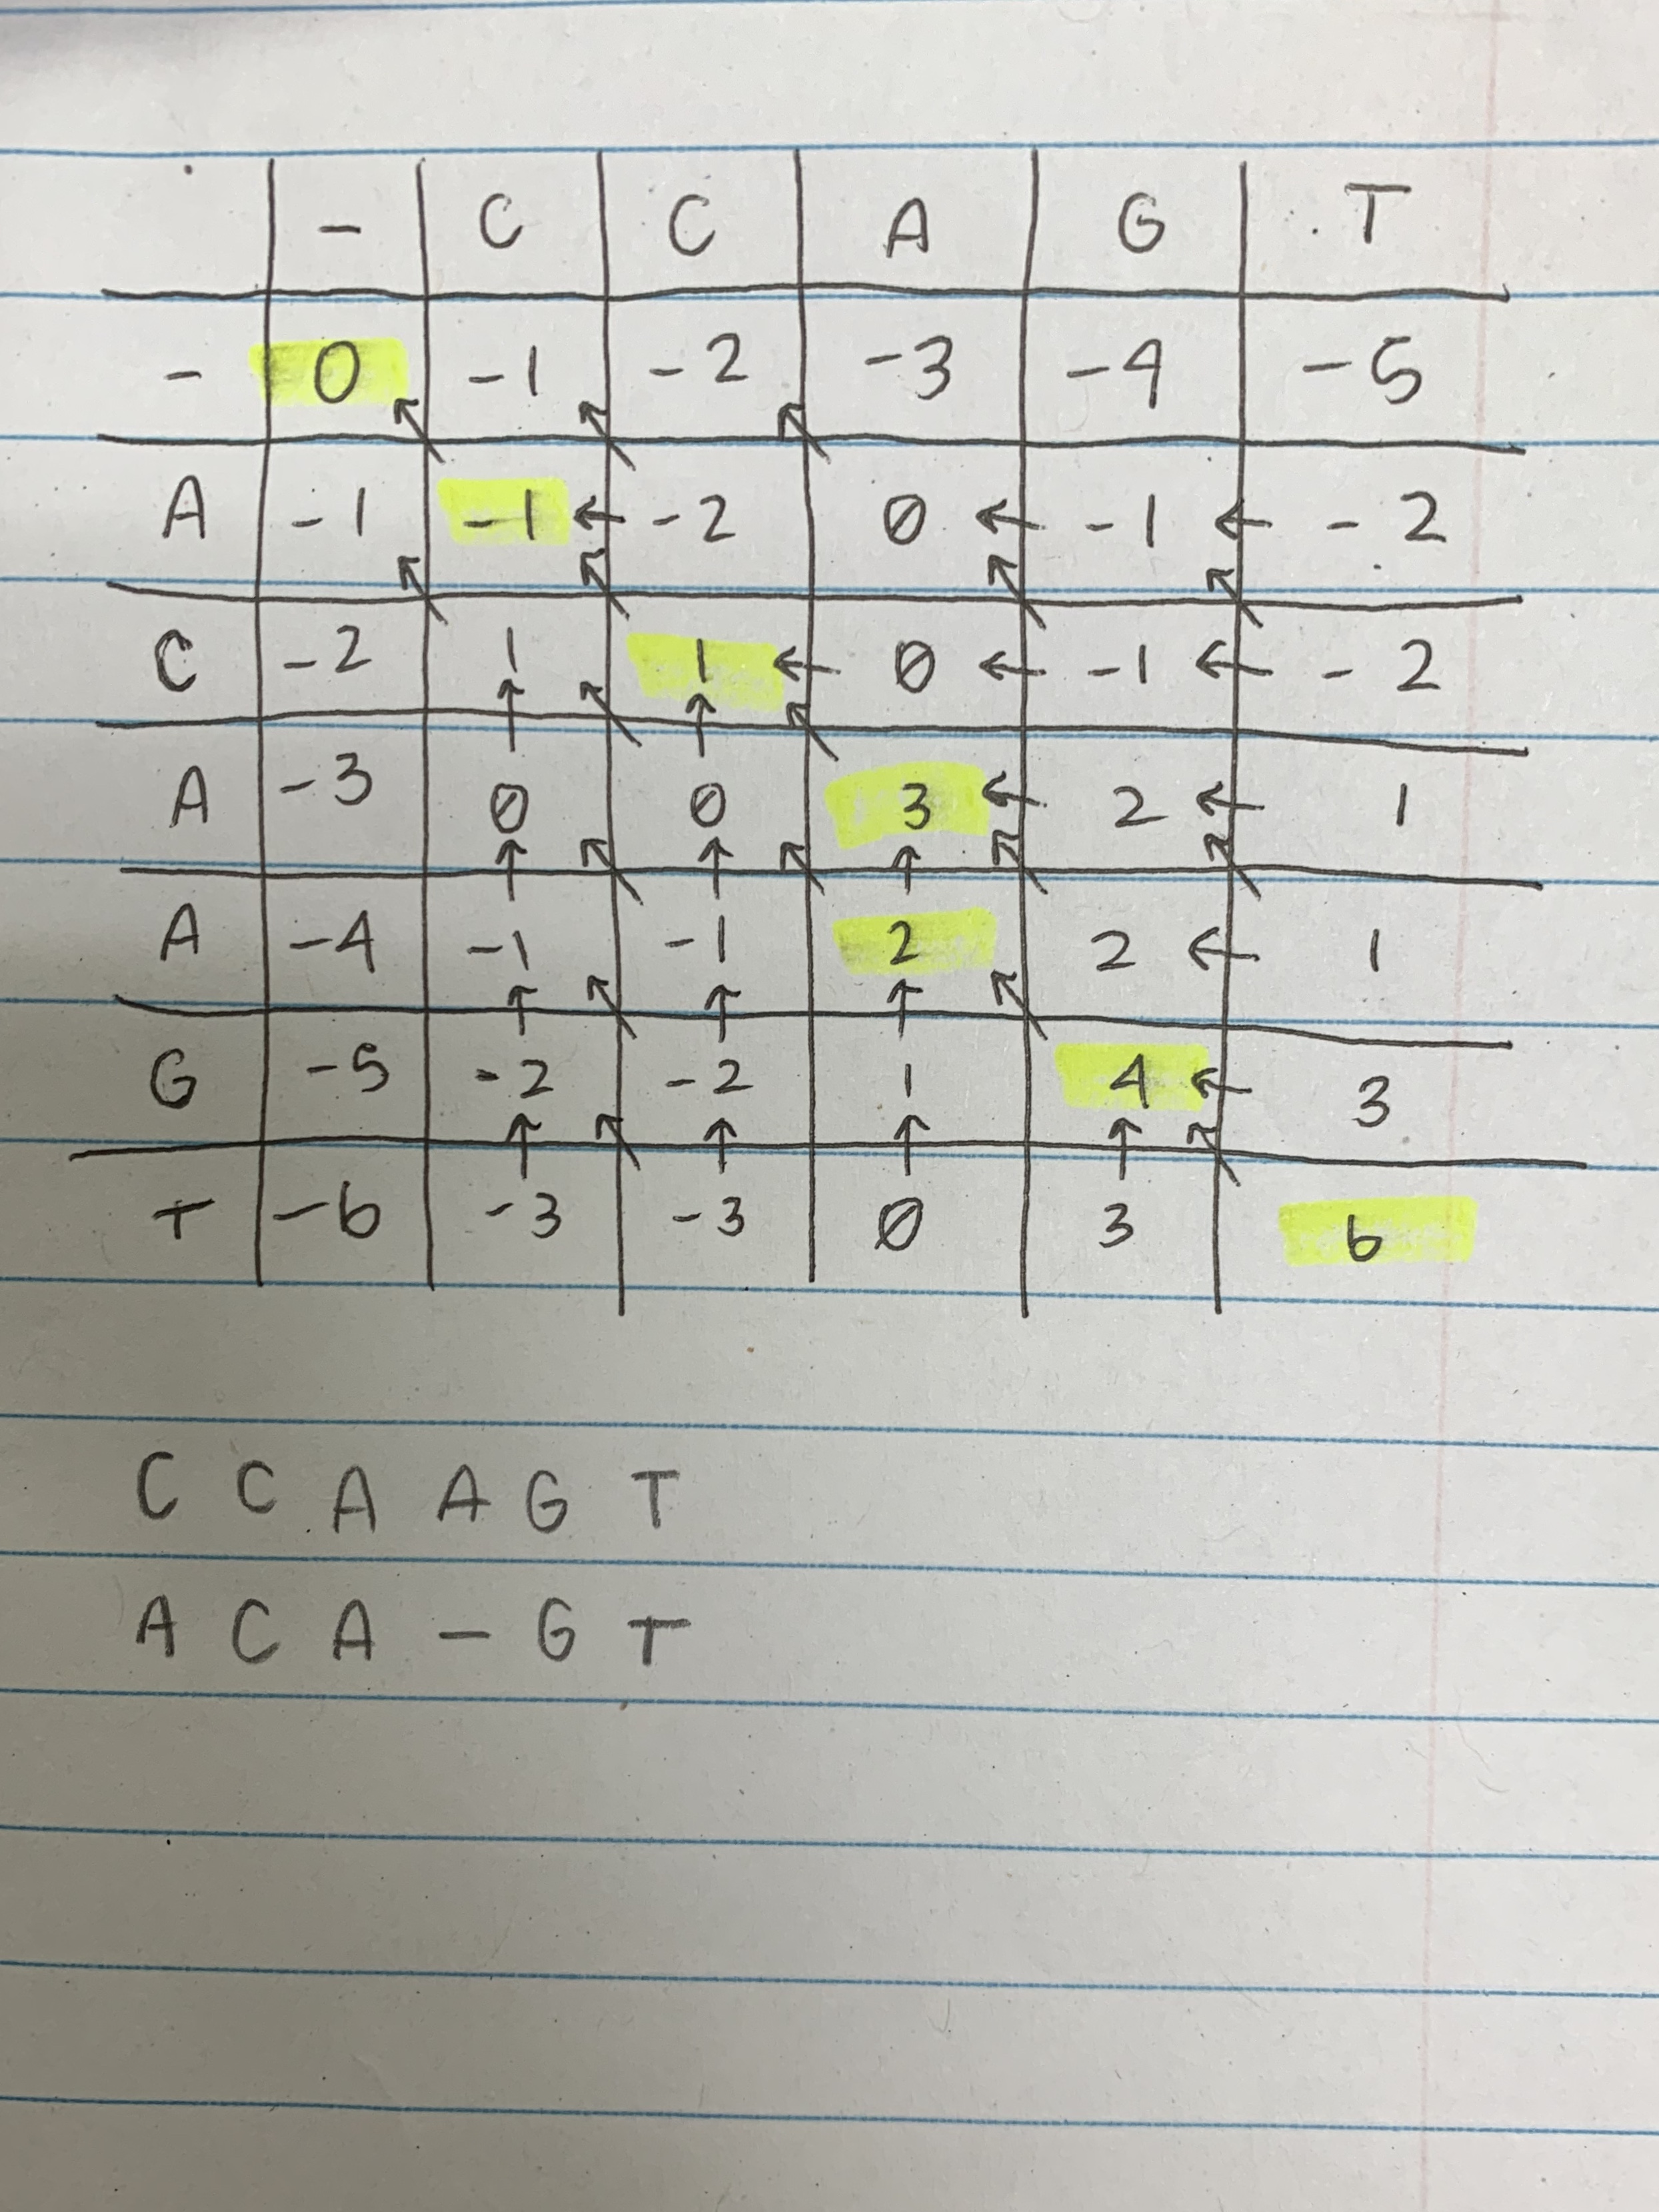 - C C A G T
- 0 -1 -2 -3 -4 -5
A -1 -1 ← -2 0 ← -1 ← -2
C -2 1 1 ← 0 ← -1 ← -2
A -3 0 0 3 ← 2 ← 1
A -4 -1 -1 2 2 ← 1
G -5 -2 -2 1 4 ← 3
T -6 -3 -3 0 3 6
C C A A G T
A C A - G T